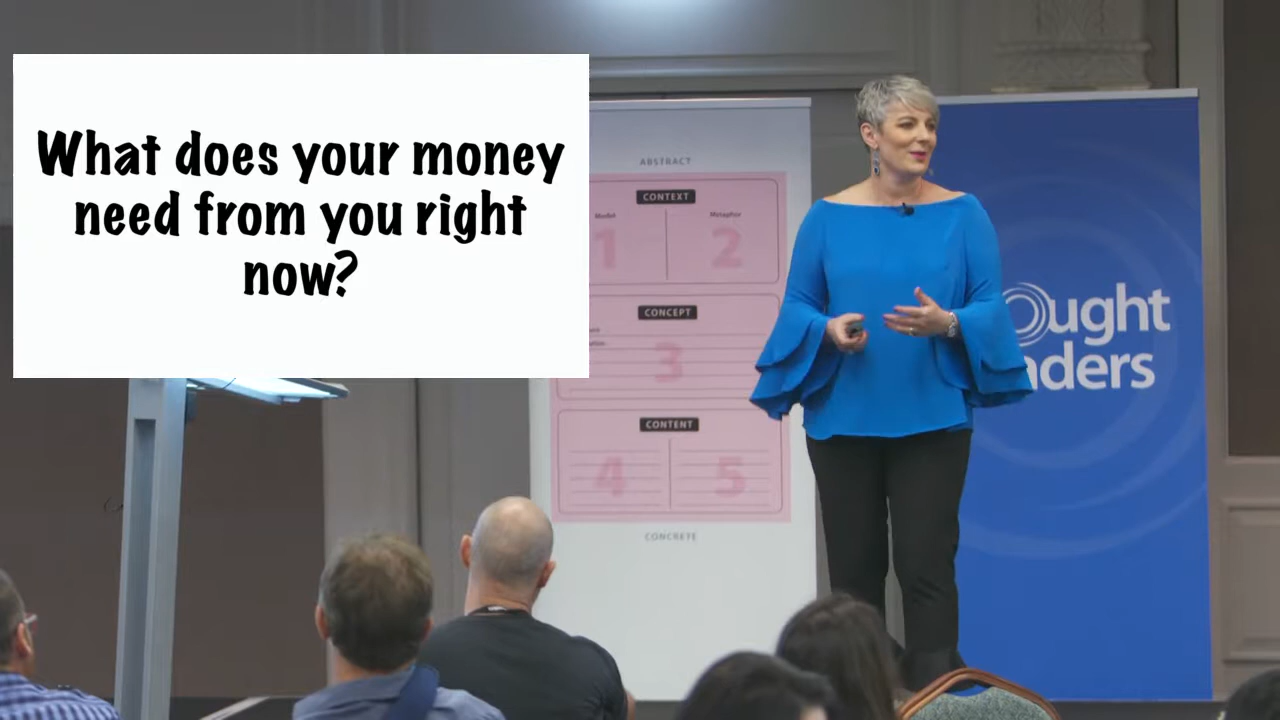 What does your money
need from you right
now?
ABSTRACT
CONTEXT
Model
Metaphor
1
2
CONCEPT
3
CONTENT
4
5
CONCRETE
ought
ders